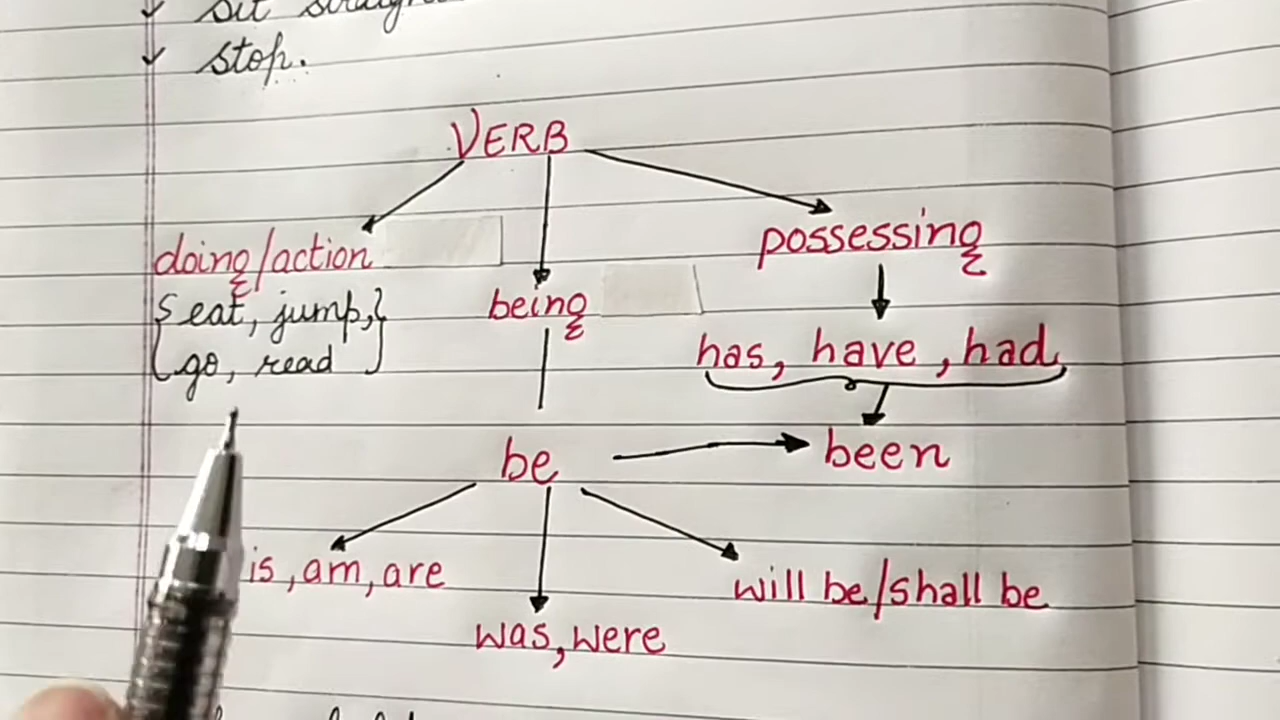 ✓ sit
✓ stop.
VERB
doing/action
possessing
{ eat, jump, }
{ go, read }
being
has, have, had
be
been
is, am, are
will be/shall be
was, were